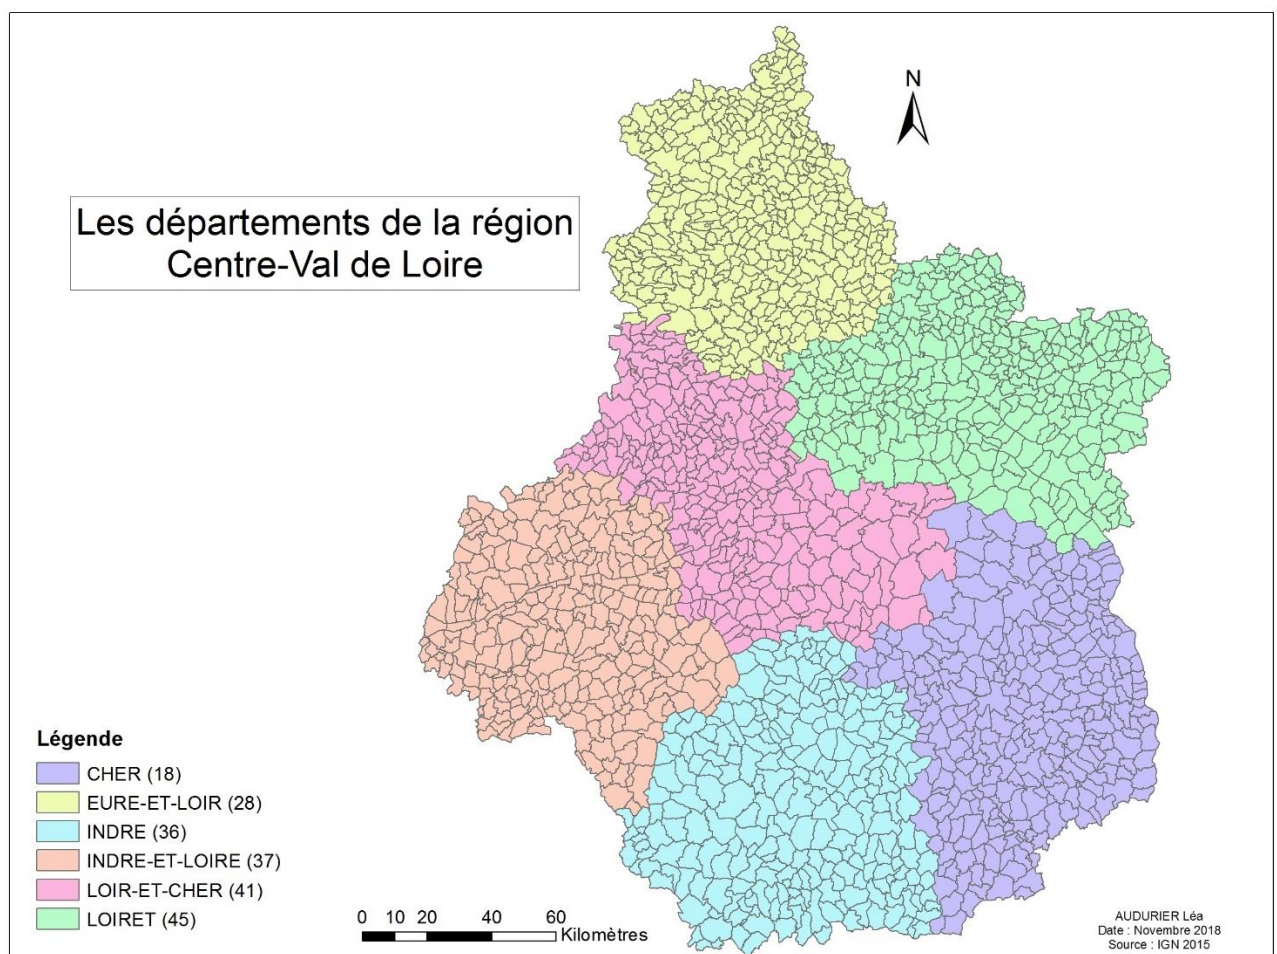 N
Les départements de la région
Centre-Val de Loire
Légende
CHER (18)
EURE-ET-LOIR (28)
INDRE (36)
INDRE-ET-LOIRE (37)
LOIR-ET-CHER (41)
LOIRET (45)
0 10 20 40 60
Kilomètres
AUDURIER Léa
Date : Novembre 2018
Source : IGN 2015